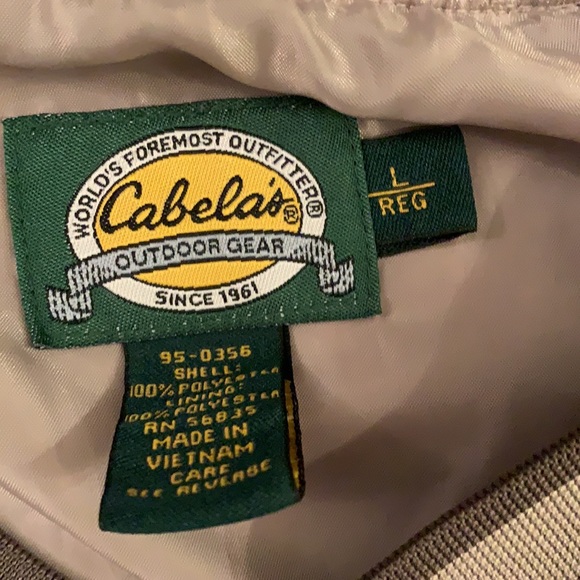 WORLD'S FOREMOST OUTFITTER®
Cabela's®
OUTDOOR GEAR
SINCE 1961
L
REG
95-0356
SHELL:
100% POLYESTER
LINING:
100% POLYESTER
RN 56835
MADE IN
VIETNAM
CARE
SEE REVERSE